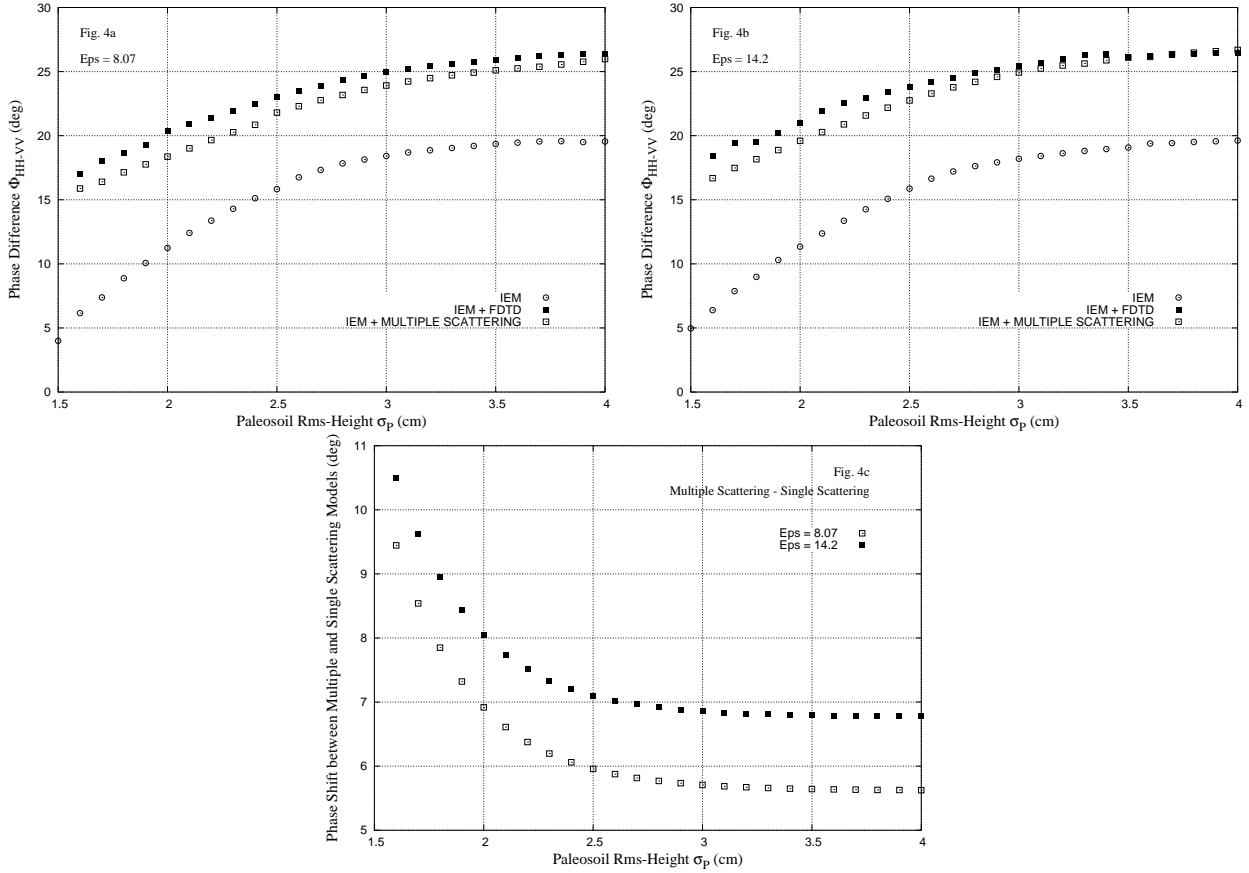 Fig. 4a
Eps = 8.07
Phase Difference Φ_HH-VV (deg)
30
25
20
15
10
5
0
IEM
IEM + FDTD
IEM + MULTIPLE SCATTERING
1.5 2 2.5 3 3.5 4
Paleosoil Rms-Height σ_P (cm)
Fig. 4b
Eps = 14.2
Phase Difference Φ_HH-VV (deg)
30
25
20
15
10
5
0
IEM
IEM + FDTD
IEM + MULTIPLE SCATTERING
1.5 2 2.5 3 3.5 4
Paleosoil Rms-Height σ_P (cm)
Fig. 4c
Multiple Scattering - Single Scattering
Phase Shift between Multiple and Single Scattering Models (deg)
11
10
9
8
7
6
5
Eps = 8.07
Eps = 14.2
1.5 2 2.5 3 3.5 4
Paleosoil Rms-Height σ_P (cm)